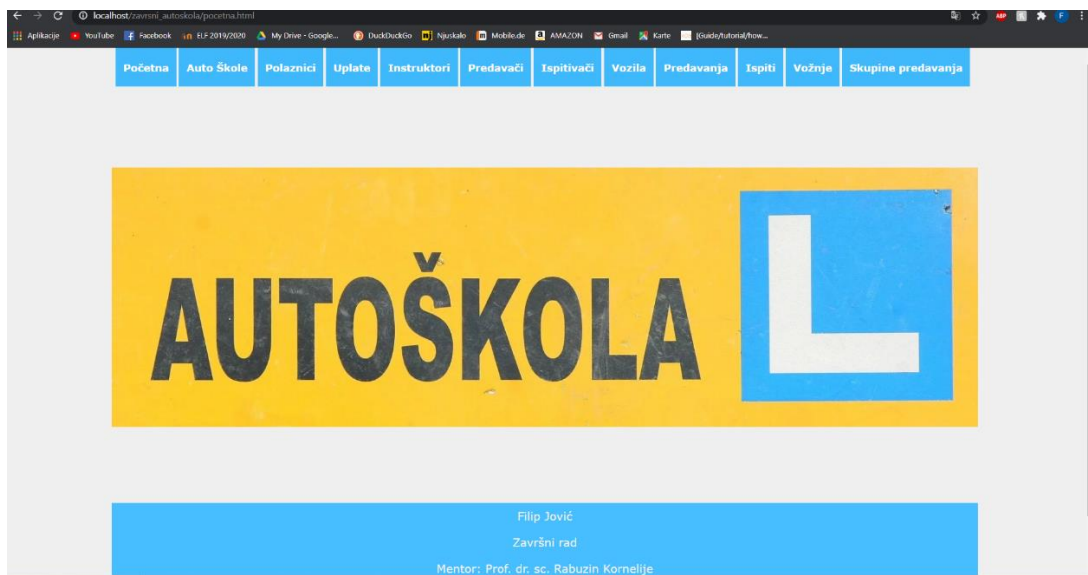 localhost/zavrsni_autoskola/pocetna.html
ABP F
Aplikacije YouTube Facebook ELF 2019/2020 My Drive - Google... DuckDuckGo Njuskalo Mobile.de AMAZON Gmail Karte [Guide/tutorial/how...
Početna Auto Škole Polaznici Uplate Instruktori Predavači Ispitivači Vozila Predavanja Ispiti Vožnje Skupine predavanja
AUTOŠKOLA L
Filip Jović
Završni rad
Mentor: Prof. dr. sc. Rabuzin Kornelije